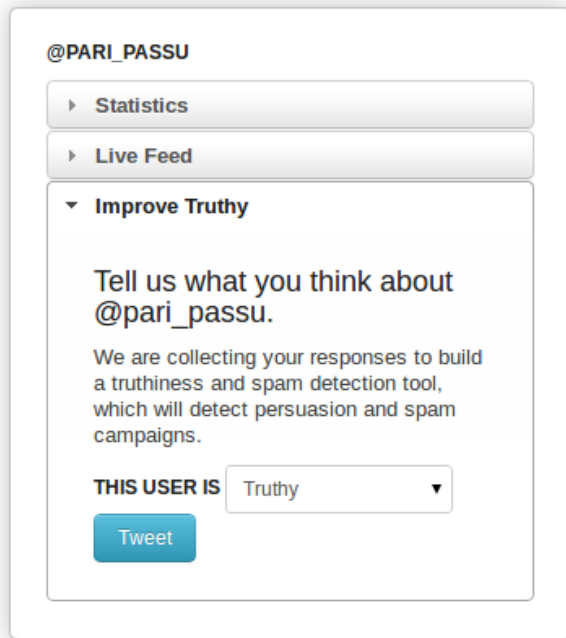 @PARI_PASSU
Statistics
Live Feed
Improve Truthy
Tell us what you think about
@pari_passu.
We are collecting your responses to build
a truthiness and spam detection tool,
which will detect persuasion and spam
campaigns.
THIS USER IS Truthy
Tweet